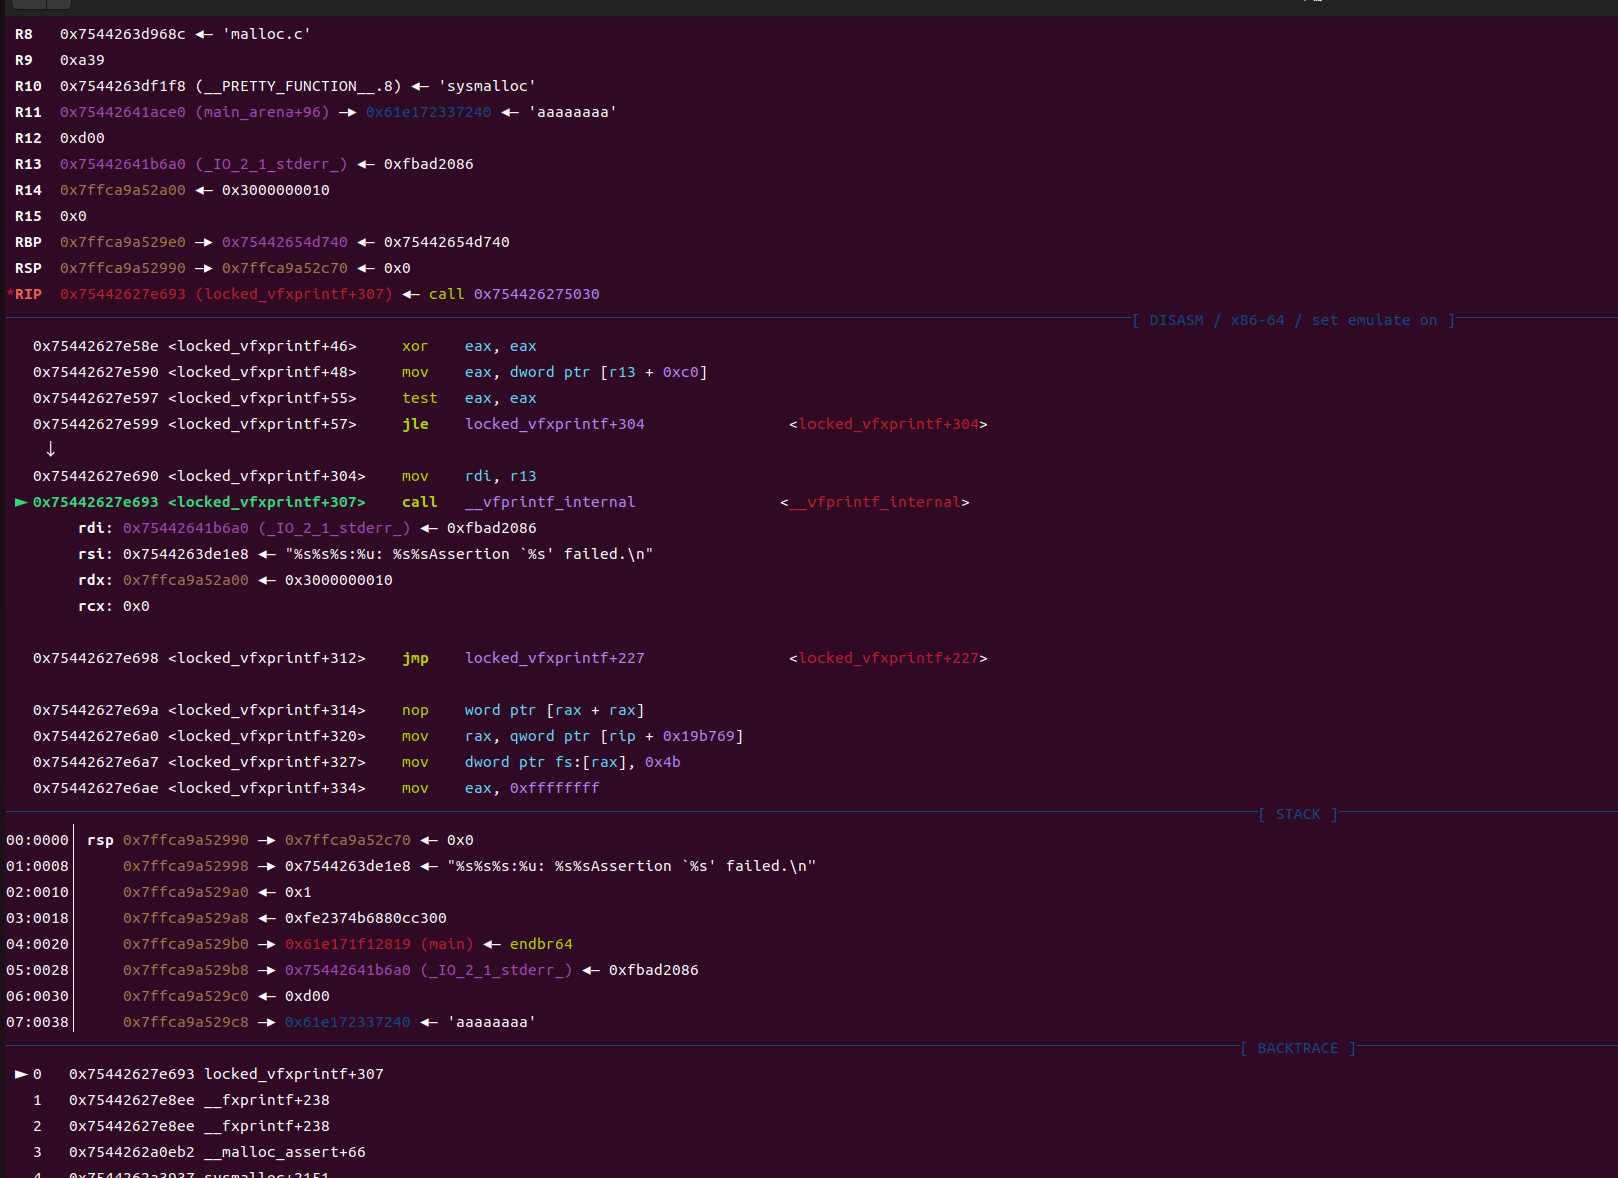 R8 0x7544263d968c ◂— 'malloc.c'
R9 0xa39
R10 0x7544263df1f8 (__PRETTY_FUNCTION__.8) ◂— 'sysmalloc'
R11 0x75442641ace0 (main_arena+96) —▸ 0x61e172337240 ◂— 'aaaaaaaa'
R12 0xd00
R13 0x75442641b6a0 (_IO_2_1_stderr_) ◂— 0xfbad2086
R14 0x7ffca9a52a00 ◂— 0x3000000010
R15 0x0
RBP 0x7ffca9a529e0 —▸ 0x75442654d740 ◂— 0x75442654d740
RSP 0x7ffca9a52990 —▸ 0x7ffca9a52c70 ◂— 0x0
*RIP 0x75442627e693 (locked_vfxprintf+307) ◂— call 0x754426275030
[ DISASM / x86-64 / set emulate on ]
0x75442627e58e <locked_vfxprintf+46> xor eax, eax
0x75442627e590 <locked_vfxprintf+48> mov eax, dword ptr [r13 + 0xc0]
0x75442627e597 <locked_vfxprintf+55> test eax, eax
0x75442627e599 <locked_vfxprintf+57> jle locked_vfxprintf+304 <locked_vfxprintf+304>
↓
0x75442627e690 <locked_vfxprintf+304> mov rdi, r13
► 0x75442627e693 <locked_vfxprintf+307> call __vfprintf_internal <__vfprintf_internal>
rdi: 0x75442641b6a0 (_IO_2_1_stderr_) ◂— 0xfbad2086
rsi: 0x7544263de1e8 ◂— "%s%s%s:%u: %s%sAssertion `%s' failed.\n"
rdx: 0x7ffca9a52a00 ◂— 0x3000000010
rcx: 0x0
0x75442627e698 <locked_vfxprintf+312> jmp locked_vfxprintf+227 <locked_vfxprintf+227>
0x75442627e69a <locked_vfxprintf+314> nop word ptr [rax + rax]
0x75442627e6a0 <locked_vfxprintf+320> mov rax, qword ptr [rip + 0x19b769]
0x75442627e6a7 <locked_vfxprintf+327> mov dword ptr fs:[rax], 0x4b
0x75442627e6ae <locked_vfxprintf+334> mov eax, 0xffffffff
[ STACK ]
00:0000│ rsp 0x7ffca9a52990 —▸ 0x7ffca9a52c70 ◂— 0x0
01:0008│ 0x7ffca9a52998 —▸ 0x7544263de1e8 ◂— "%s%s%s:%u: %s%sAssertion `%s' failed.\n"
02:0010│ 0x7ffca9a529a0 ◂— 0x1
03:0018│ 0x7ffca9a529a8 ◂— 0xfe2374b6880cc300
04:0020│ 0x7ffca9a529b0 —▸ 0x61e171f12819 (main) ◂— endbr64
05:0028│ 0x7ffca9a529b8 —▸ 0x75442641b6a0 (_IO_2_1_stderr_) ◂— 0xfbad2086
06:0030│ 0x7ffca9a529c0 ◂— 0xd00
07:0038│ 0x7ffca9a529c8 —▸ 0x61e172337240 ◂— 'aaaaaaaa'
[ BACKTRACE ]
► 0 0x75442627e693 locked_vfxprintf+307
1 0x75442627e8ee __fxprintf+238
2 0x75442627e8ee __fxprintf+238
3 0x7544262a0eb2 __malloc_assert+66
4 0x7544262a3937 sysmalloc+2151